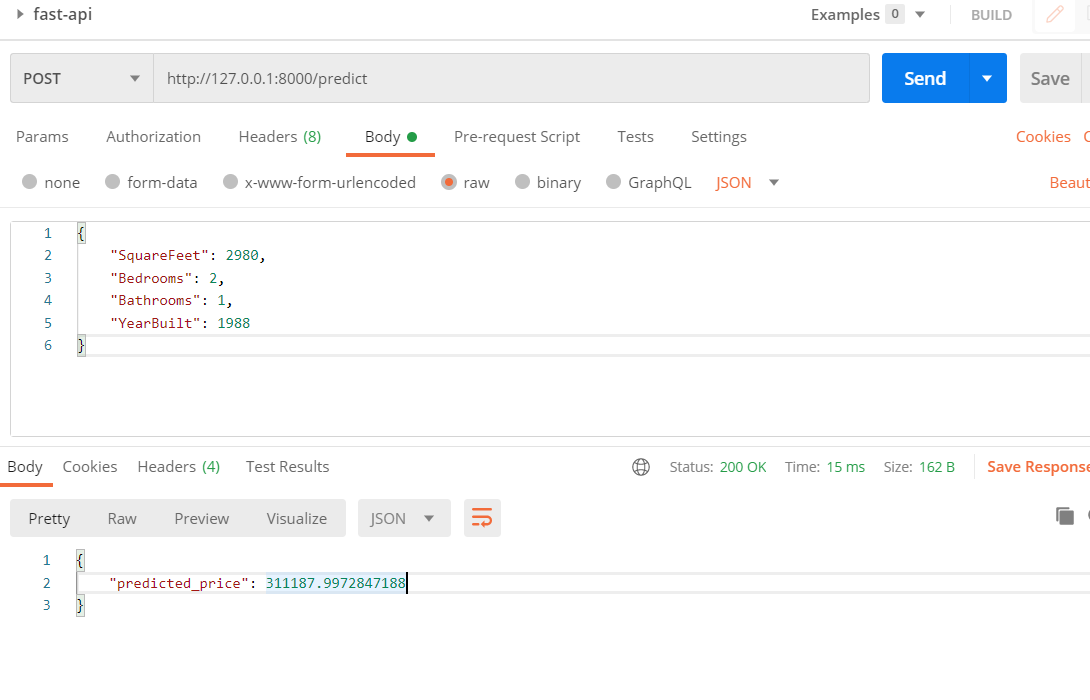 fast-api Examples 0 BUILD
POST http://127.0.0.1:8000/predict Send Save
Params Authorization Headers (8) Body Pre-request Script Tests Settings Cookies
none form-data x-www-form-urlencoded raw binary GraphQL JSON Beaut
1 {
2 "SquareFeet": 2980,
3 "Bedrooms": 2,
4 "Bathrooms": 1,
5 "YearBuilt": 1988
6 }
Body Cookies Headers (4) Test Results Status: 200 OK Time: 15 ms Size: 162 B Save Response
Pretty Raw Preview Visualize JSON
1 {
2 "predicted_price": 311187.9972847188
3 }